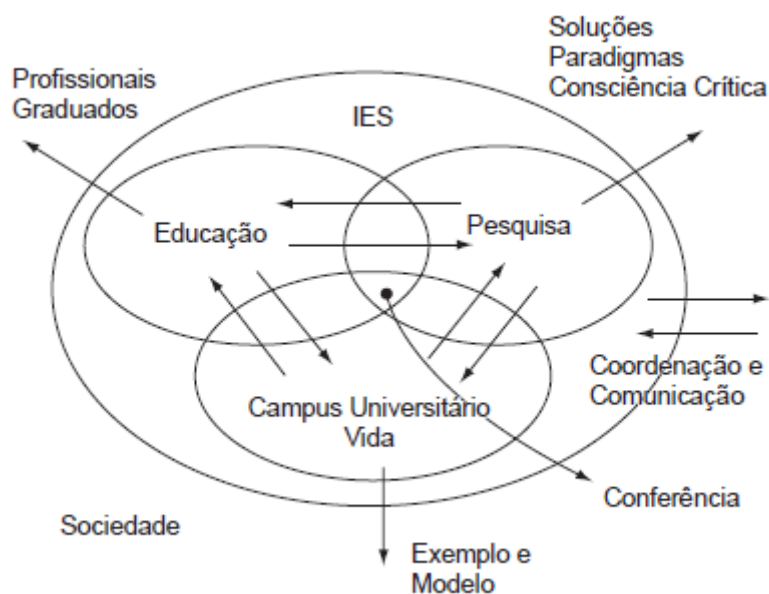 Soluções
Paradigmas
Consciência Crítica
Profissionais
Graduados
IES
Educação
Pesquisa
Campus Universitário
Vida
Coordenação e
Comunicação
Conferência
Sociedade
Exemplo e
Modelo